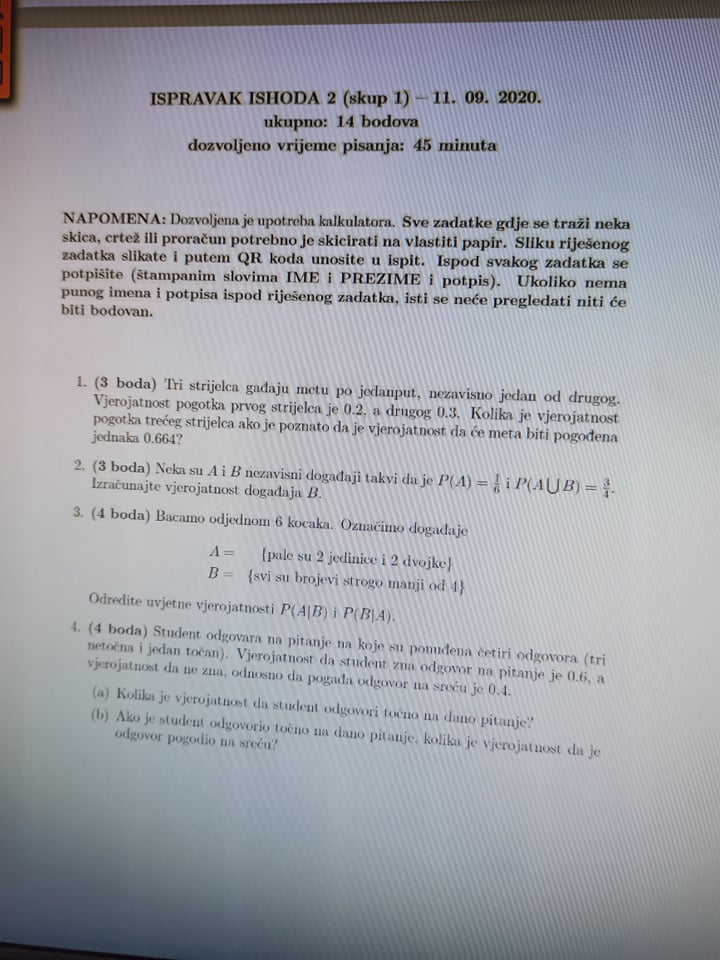 ISPRAVAK ISHODA 2 (skup 1) – 11. 09. 2020.
ukupno: 14 bodova
dozvoljeno vrijeme pisanja: 45 minuta
NAPOMENA: Dozvoljena je upotreba kalkulatora. Sve zadatke gdje se traži neka
skica, crtež ili proračun potrebno je skicirati na vlastiti papir. Sliku riješenog
zadatka slikate i putem QR koda unosite u ispit. Ispod svakog zadatka se
potpišite (štampanim slovima IME i PREZIME i potpis). Ukoliko nema
punog imena i potpisa ispod riješenog zadatka, isti se neće pregledati niti će
biti bodovan.
1. (3 boda) Tri strijelca gađaju metu po jedanput, nezavisno jedan od drugog.
Vjerojatnost pogotka prvog strijelca je 0.2, a drugog 0.3. Kolika je vjerojatnost
pogotka trećeg strijelca ako je poznato da je vjerojatnost da će meta biti pogođena
jednaka 0.664?
2. (3 boda) Neka su A i B nezavisni događaji takvi da je P(A) = 1/6 i P(A⋃B) = 3/4.
Izračunajte vjerojatnost događaja B.
3. (4 boda) Bacamo odjednom 6 kocaka. Označimo događaje
A = {pale su 2 jedinice i 2 dvojke}
B = {svi su brojevi strogo manji od 4}
Odredite uvjetne vjerojatnosti P(A|B) i P(B|A).
4. (4 boda) Student odgovara na pitanje na koje su ponuđena četiri odgovora (tri
netočna i jedan točan). Vjerojatnost da student zna odgovor na pitanje je 0.6, a
vjerojatnost da ne zna, odnosno da pogađa odgovor na sreću je 0.4.
(a) Kolika je vjerojatnost da student odgovori točno na dano pitanje?
(b) Ako je student odgovorio točno na dano pitanje, kolika je vjerojatnost da je
odgovor pogodio na sreću?